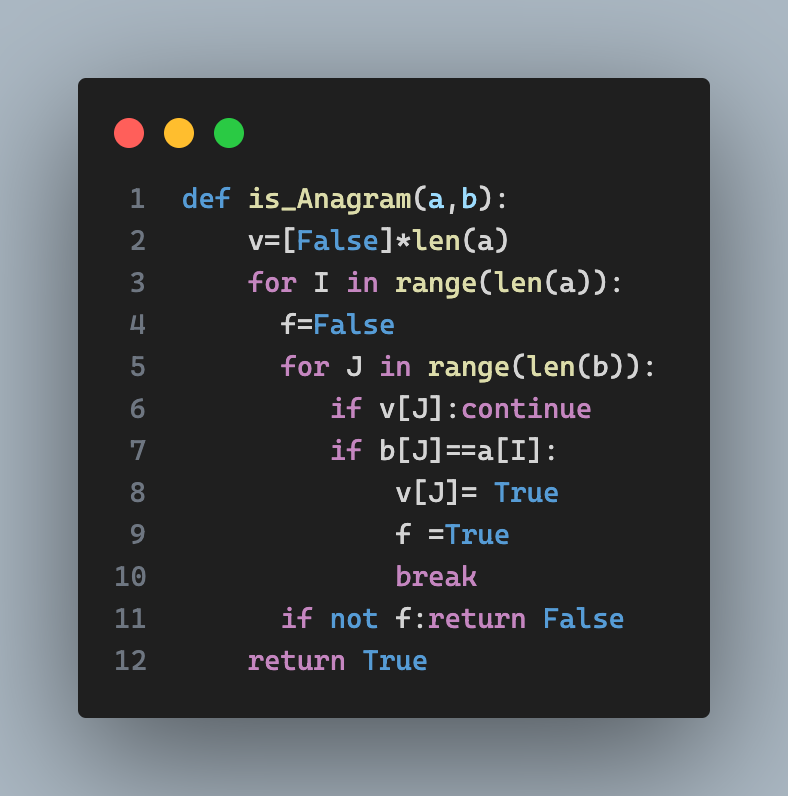 1 def is_Anagram(a,b):
2     v=[False]*len(a)
3     for I in range(len(a)):
4       f=False
5       for J in range(len(b)):
6          if v[J]:continue
7          if b[J]==a[I]:
8              v[J]= True
9              f =True
10              break
11       if not f:return False
12     return True